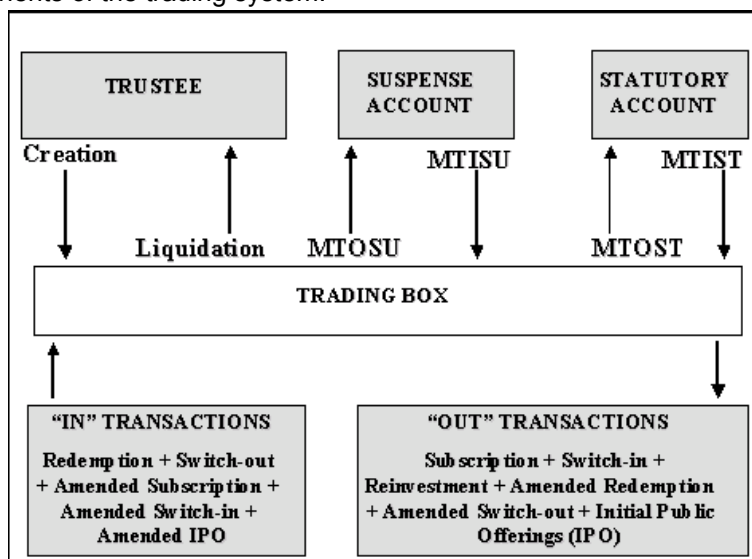 of the trading system.
TRUSTEE
SUSPENSE
ACCOUNT
STATUTORY
ACCOUNT
Creation
MTISU
MTIST
Liquidation
MTOSU
MTOST
TRADING BOX
“IN” TRANSACTIONS
Redemption + Switch-out
+ Amended Subscription +
Amended Switch-in +
Amended IPO
“OUT” TRANSACTIONS
Subscription + Switch-in +
Reinvestment + Amended Redemption
+ Amended Switch-out + Initial Public
Offerings (IPO)